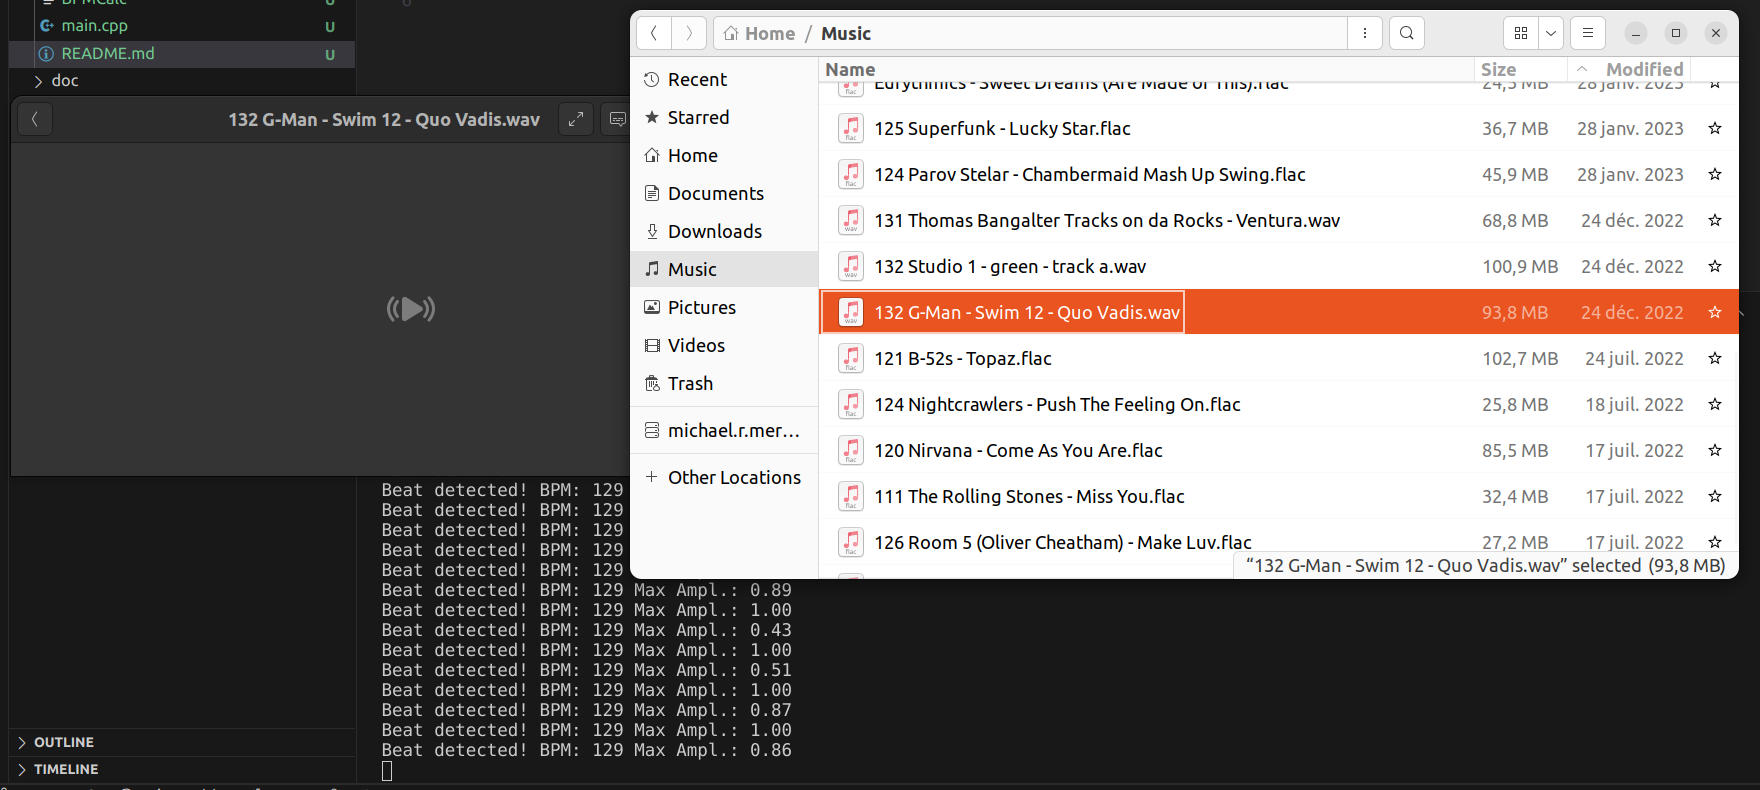 BPMCalc
main.cpp U
README.md U
doc
132 G-Man - Swim 12 - Quo Vadis.wav
Beat detected! BPM: 129
Beat detected! BPM: 129
Beat detected! BPM: 129
Beat detected! BPM: 129
Beat detected! BPM: 129
Beat detected! BPM: 129 Max Ampl.: 0.89
Beat detected! BPM: 129 Max Ampl.: 1.00
Beat detected! BPM: 129 Max Ampl.: 0.43
Beat detected! BPM: 129 Max Ampl.: 1.00
Beat detected! BPM: 129 Max Ampl.: 0.51
Beat detected! BPM: 129 Max Ampl.: 1.00
Beat detected! BPM: 129 Max Ampl.: 0.87
Beat detected! BPM: 129 Max Ampl.: 1.00
Beat detected! BPM: 129 Max Ampl.: 0.86
OUTLINE
TIMELINE
Home / Music
Recent
Starred
Home
Documents
Downloads
Music
Pictures
Videos
Trash
michael.r.mer...
+ Other Locations
Name Size Modified
Eurythmics - Sweet Dreams (Are Made of This).flac 24,5 MB 28 janv. 2023
125 Superfunk - Lucky Star.flac 36,7 MB 28 janv. 2023
124 Parov Stelar - Chambermaid Mash Up Swing.flac 45,9 MB 28 janv. 2023
131 Thomas Bangalter Tracks on da Rocks - Ventura.wav 68,8 MB 24 déc. 2022
132 Studio 1 - green - track a.wav 100,9 MB 24 déc. 2022
132 G-Man - Swim 12 - Quo Vadis.wav 93,8 MB 24 déc. 2022
121 B-52s - Topaz.flac 102,7 MB 24 juil. 2022
124 Nightcrawlers - Push The Feeling On.flac 25,8 MB 18 juil. 2022
120 Nirvana - Come As You Are.flac 85,5 MB 17 juil. 2022
111 The Rolling Stones - Miss You.flac 32,4 MB 17 juil. 2022
126 Room 5 (Oliver Cheatham) - Make Luv.flac 27,2 MB 17 juil. 2022
“132 G-Man - Swim 12 - Quo Vadis.wav” selected (93,8 MB)